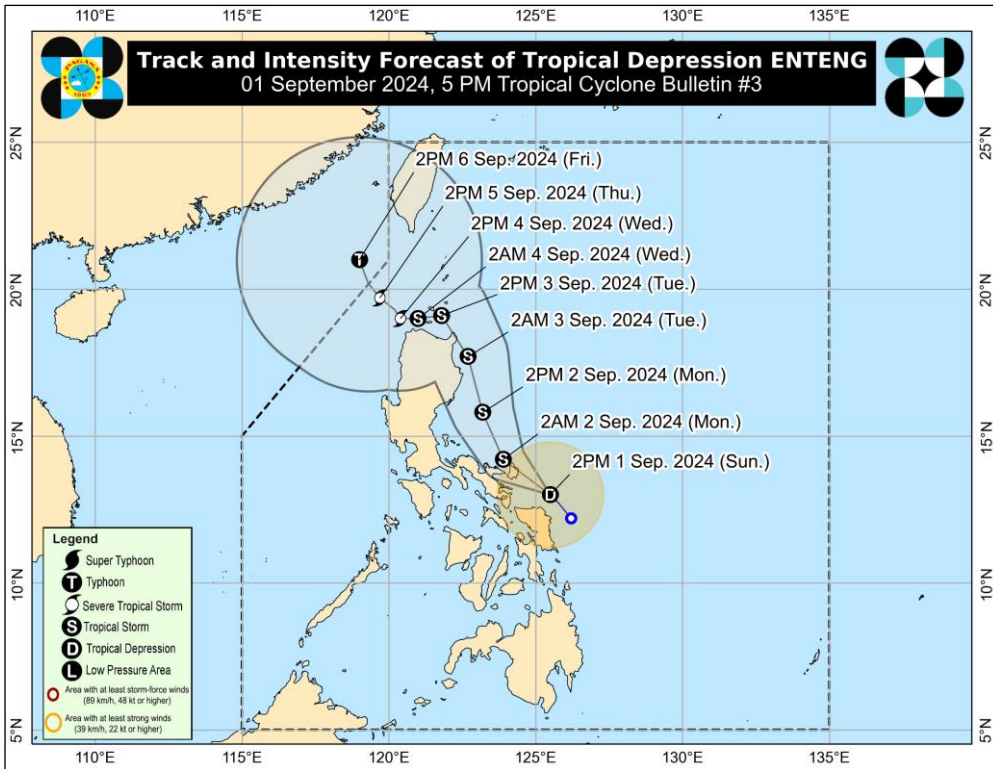 110°E 115°E 120°E 125°E 130°E 135°E
PAGASA
1865
Track and Intensity Forecast of Tropical Depression ENTENG
01 September 2024, 5 PM Tropical Cyclone Bulletin #3
25°N 25°N
2PM 6 Sep. 2024 (Fri.)
2PM 5 Sep. 2024 (Thu.)
2PM 4 Sep. 2024 (Wed.)
2AM 4 Sep. 2024 (Wed.)
T
2PM 3 Sep. 2024 (Tue.)
20°N 20°N
S S
2AM 3 Sep. 2024 (Tue.)
S
2PM 2 Sep. 2024 (Mon.)
S
2AM 2 Sep. 2024 (Mon.)
15°N 15°N
S
2PM 1 Sep. 2024 (Sun.)
D
Legend
Super Typhoon
T Typhoon
Severe Tropical Storm
S Tropical Storm
D Tropical Depression
L Low Pressure Area
Area with at least storm-force winds
(89 km/h, 48 kt or higher)
Area with at least strong winds
(39 km/h, 22 kt or higher)
10°N 10°N
5°N 5°N
110°E 115°E 120°E 125°E 130°E 135°E